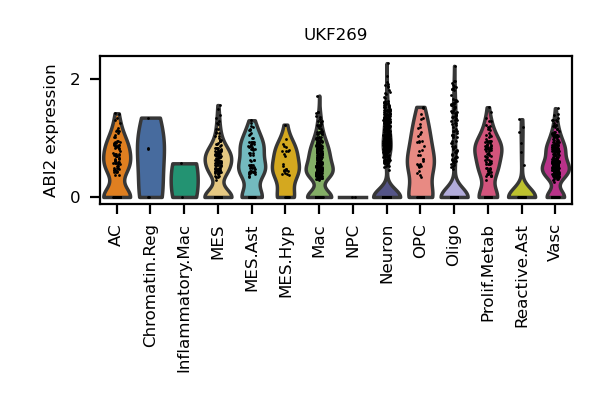 UKF269
ABI2 expression
2
0
AC
Chromatin.Reg
Inflammatory.Mac
MES
MES.Ast
MES.Hyp
Mac
NPC
Neuron
OPC
Oligo
Prolif.Metab
Reactive.Ast
Vasc